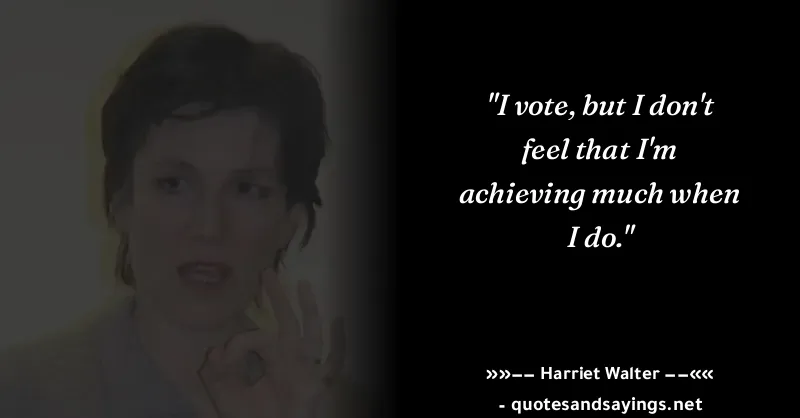 "I vote, but I don't
feel that I'm
achieving much when
I do."
»»−− Harriet Walter −−««
- quotesandsayings.net